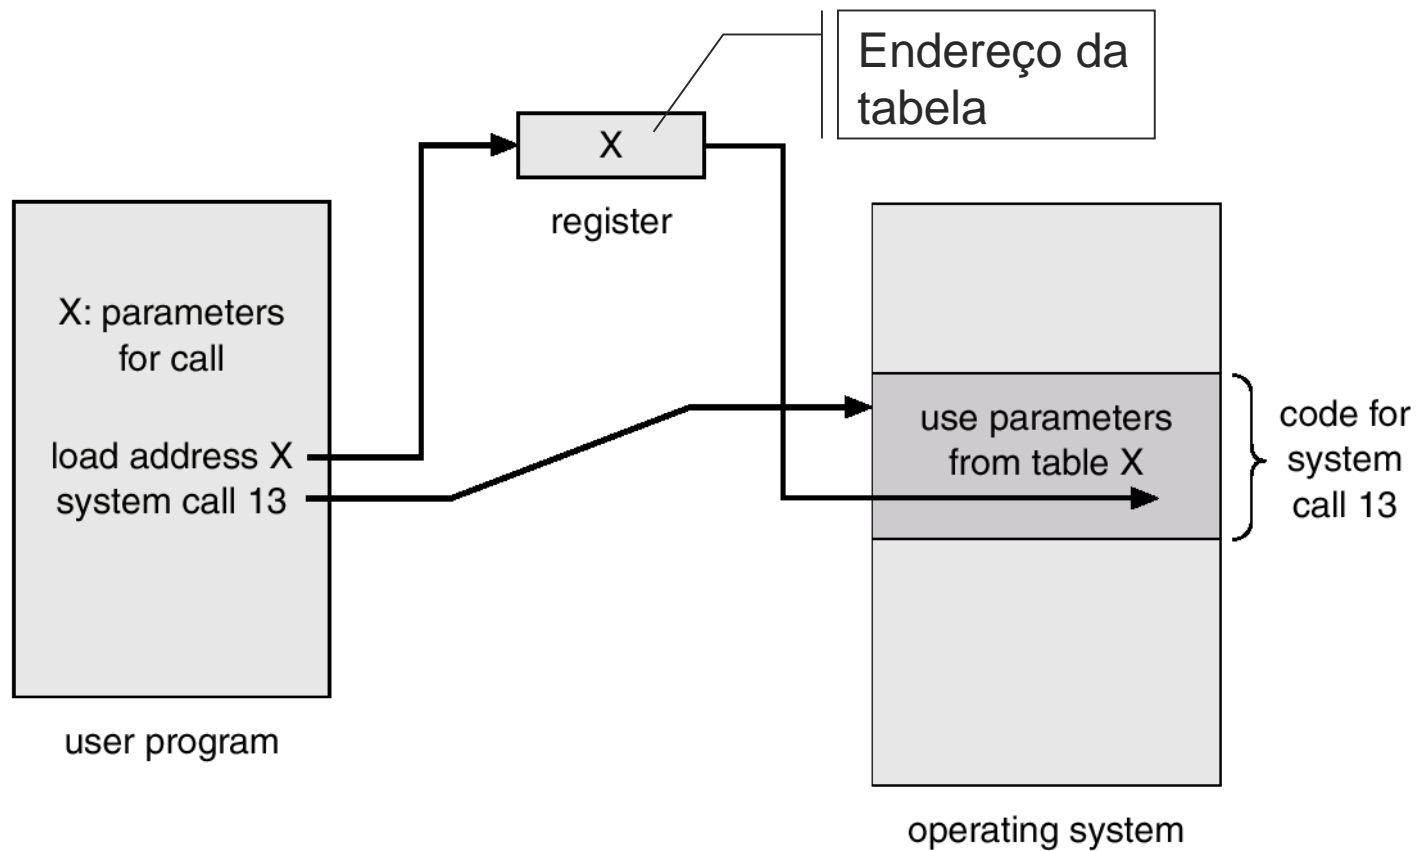 Endereço da
tabela
X
register
X: parameters
for call
load address X
system call 13
user program
use parameters
from table X
code for
system
call 13
operating system